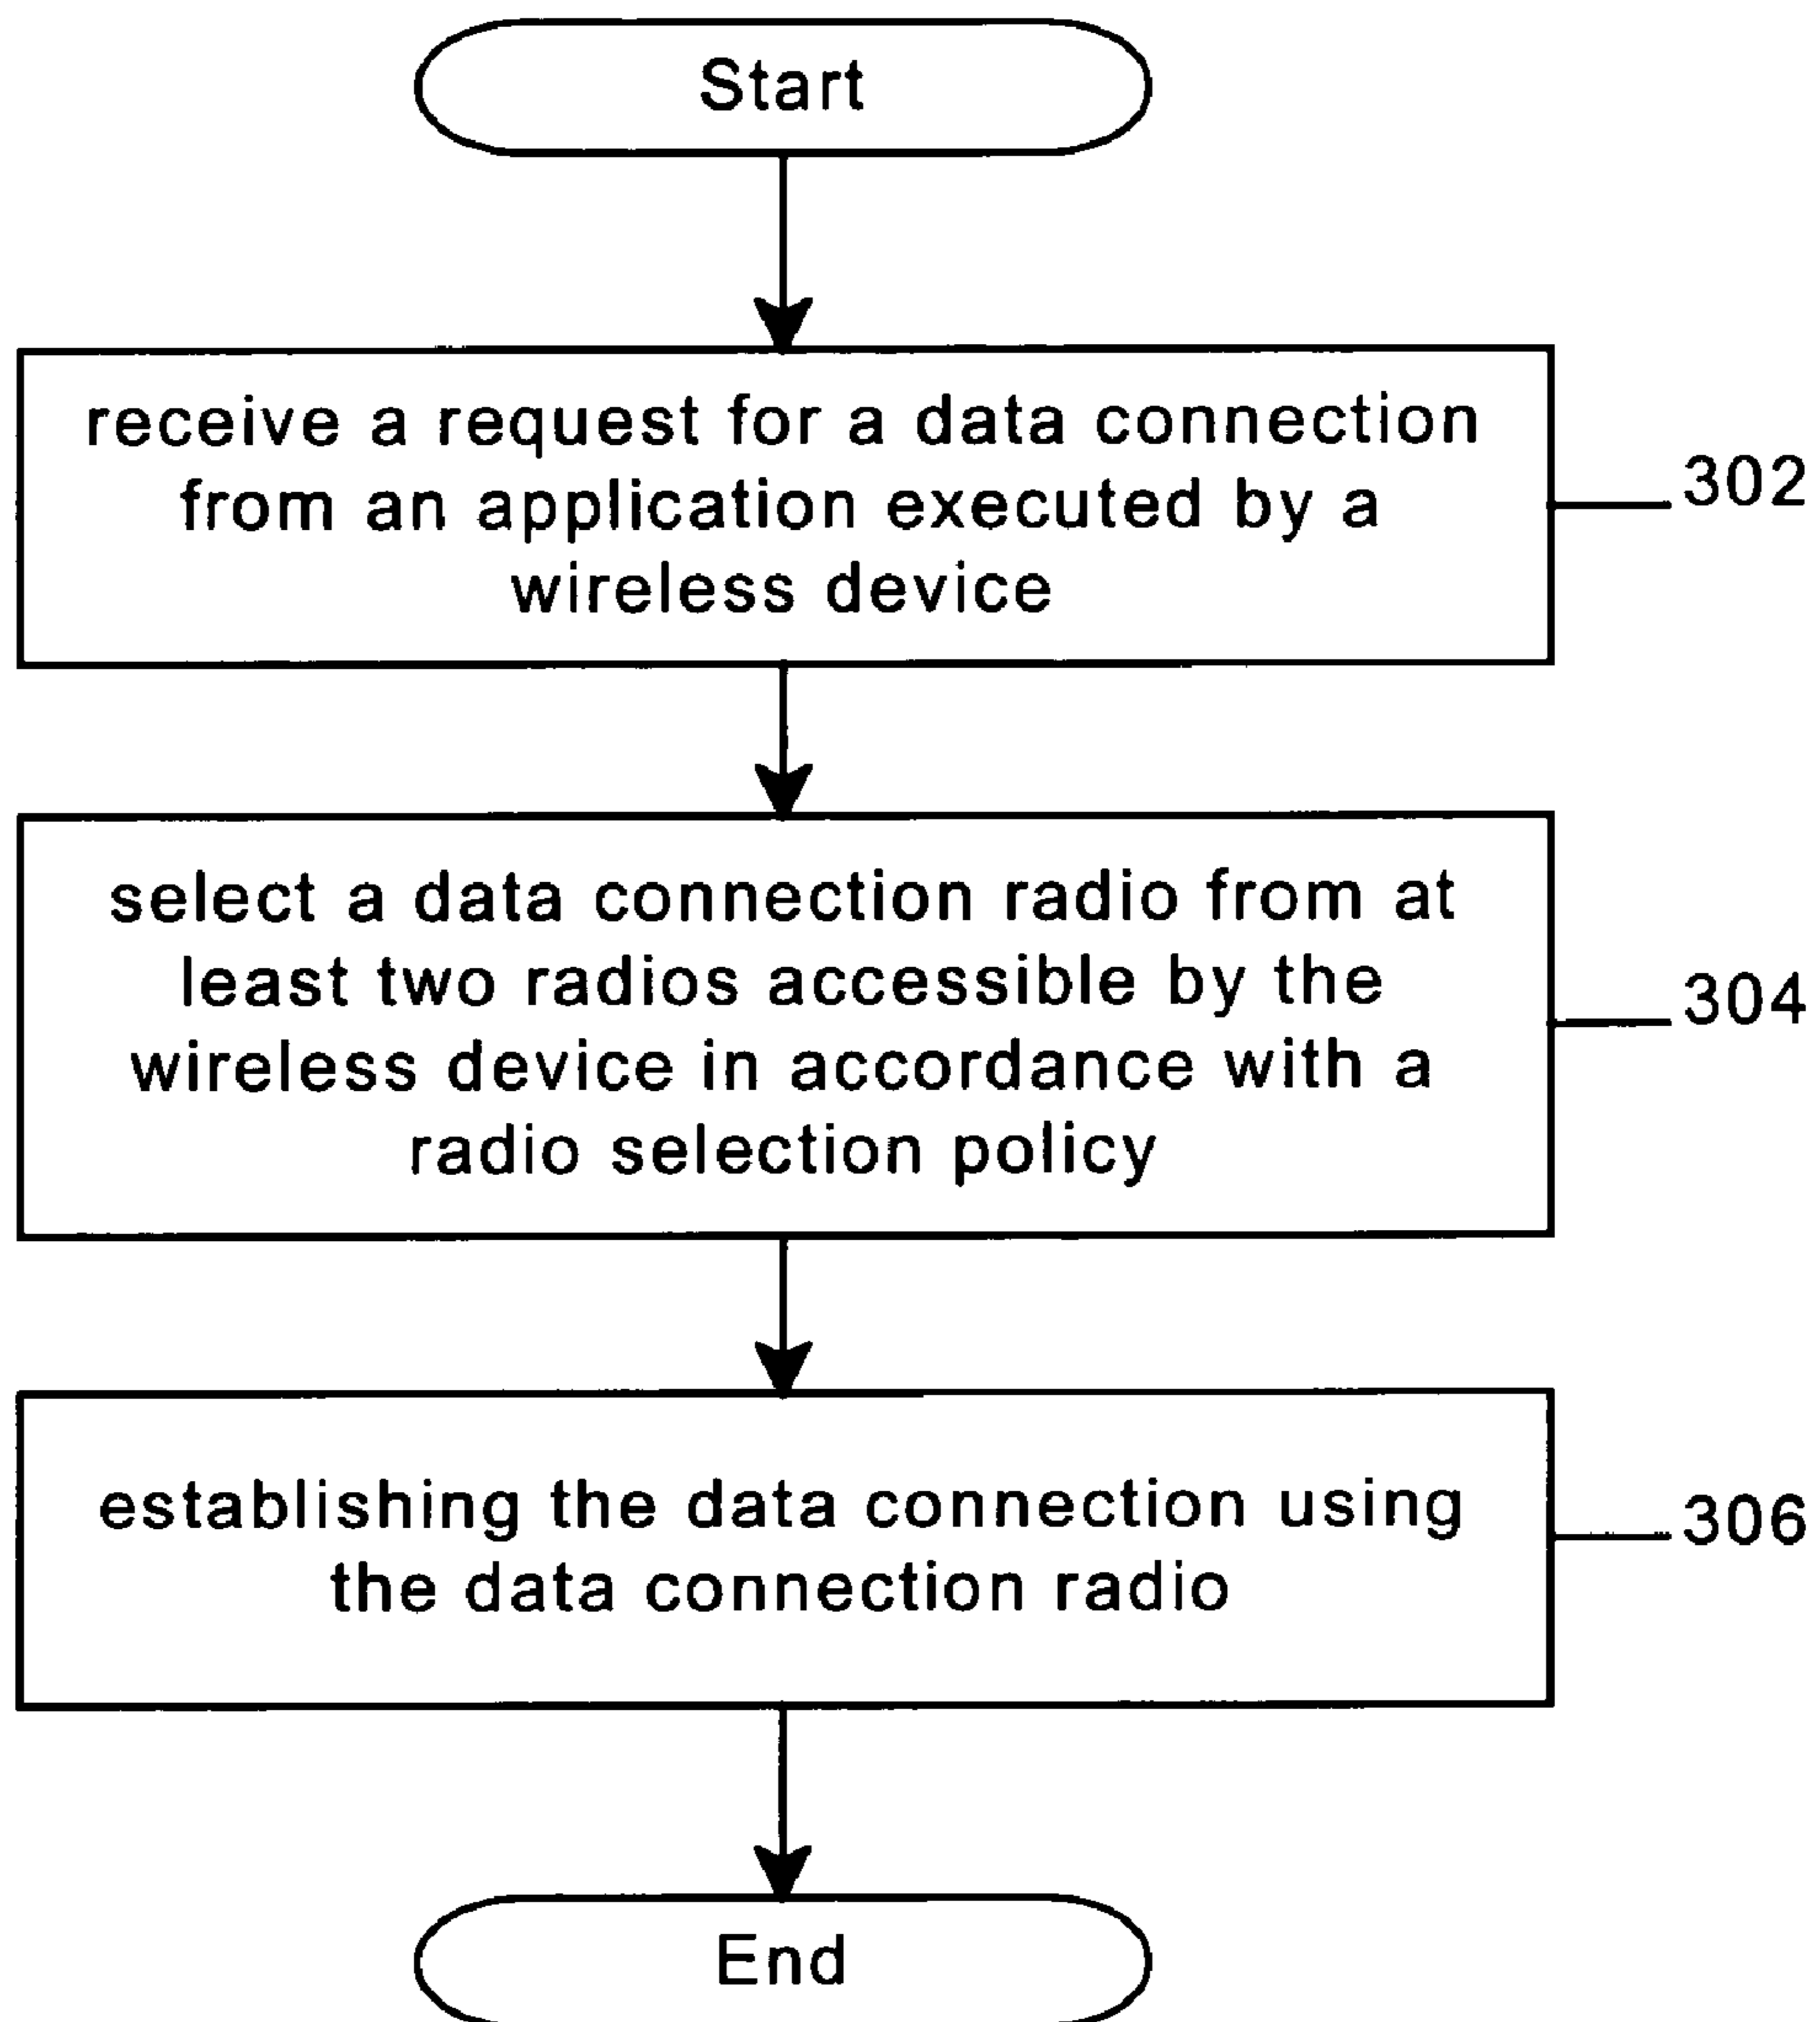 Start
receive a request for a data connection
from an application executed by a
wireless device
302
select a data connection radio from at
least two radios accessible by the
wireless device in accordance with a
radio selection policy
304
establishing the data connection using
the data connection radio
306
End